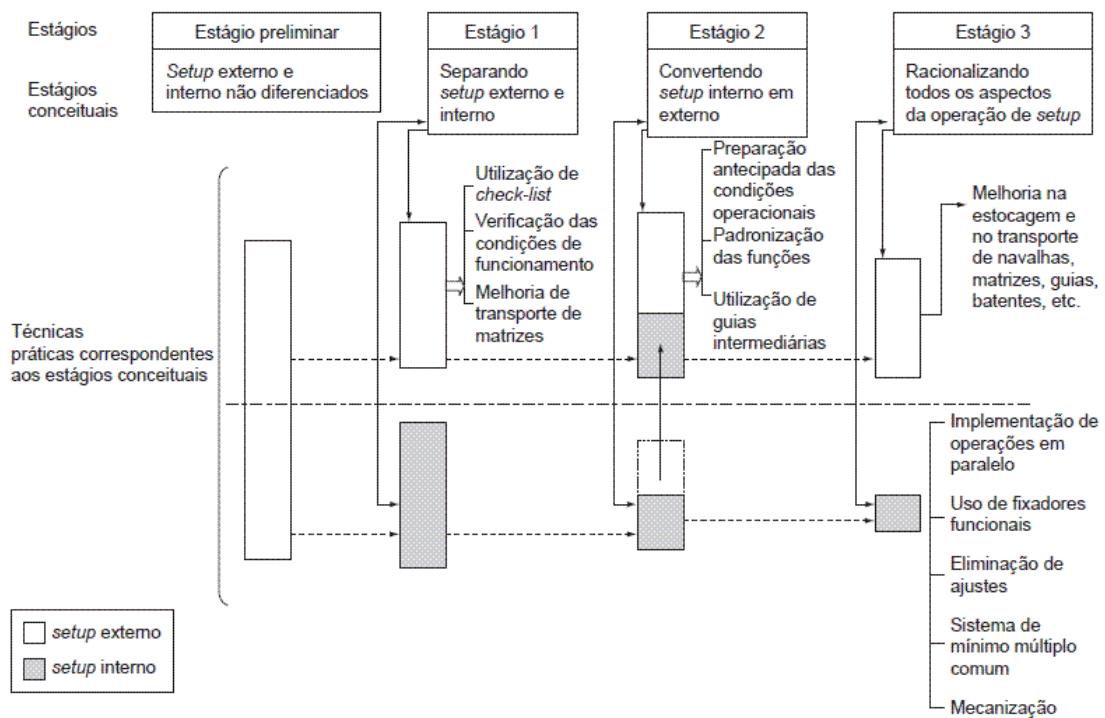 Estágios
Estágio preliminar
Estágio 1
Estágio 2
Estágio 3
Estágios
conceituais
Setup externo e
interno não diferenciados
Separando
setup externo e
interno
Convertendo
setup interno em
externo
Racionalizando
todos os aspectos
da operação de setup
Técnicas
práticas correspondentes
aos estágios conceituais
Utilização de
check-list
Verificação das
condições de
funcionamento
Melhoria de
transporte de
matrizes
Preparação
antecipada das
condições
operacionais
Padronização
das funções
Utilização de
guias
intermediárias
Melhoria na
estocagem e
no transporte
de navalhas,
matrizes, guias,
batentes, etc.
Implementação de
operações em
paralelo
Uso de fixadores
funcionais
Eliminação de
ajustes
Sistema de
mínimo múltiplo
comum
Mecanização
setup externo
setup interno